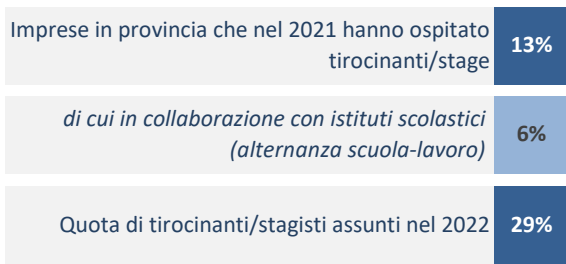 Imprese in provincia che nel 2021 hanno ospitato
tirocinanti/stage
13%
di cui in collaborazione con istituti scolastici
(alternanza scuola-lavoro)
6%
Quota di tirocinanti/stagisti assunti nel 2022
29%